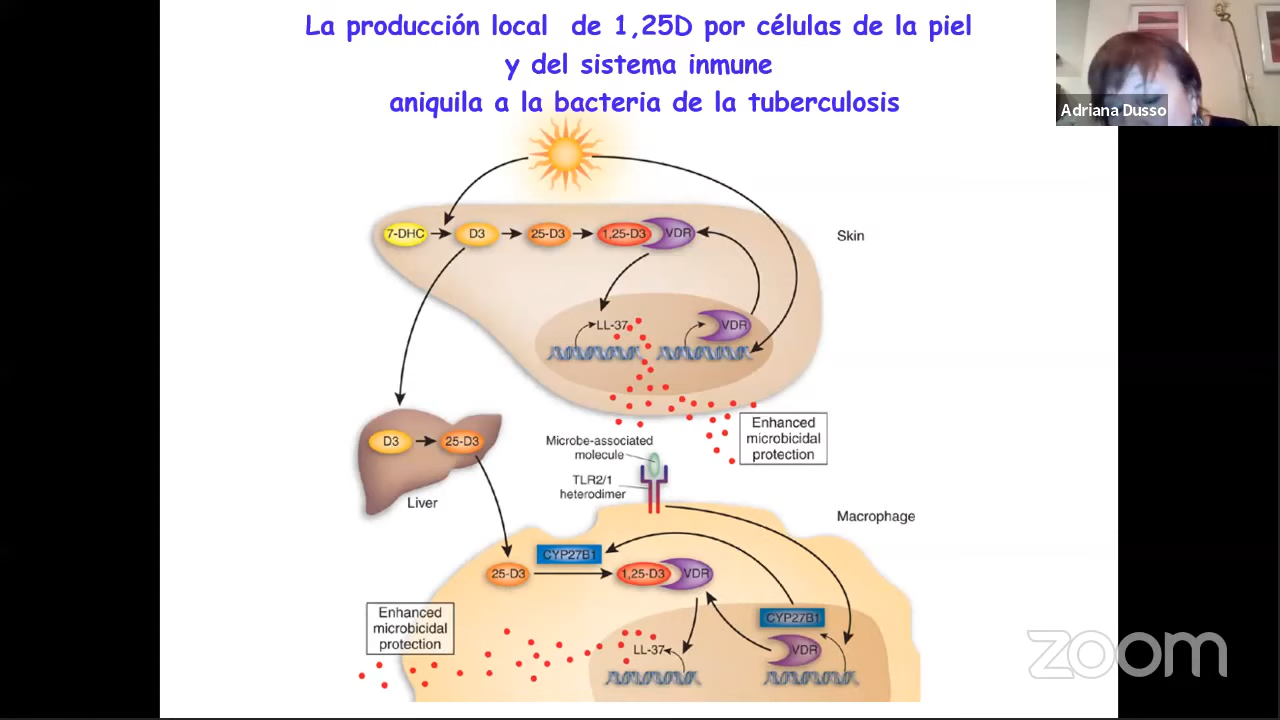 La producción local de 1,25D por células de la piel
y del sistema inmune
aniquila a la bacteria de la tuberculosis
Adriana Dusso
7-DHC
D3
25-D3
1,25-D3
VDR
Skin
LL-37
VDR
Enhanced
microbicidal
protection
D3
25-D3
Liver
Microbe-associated
molecule
TLR2/1
heterodimer
Macrophage
CYP27B1
25-D3
1,25-D3
VDR
Enhanced
microbicidal
protection
CYP27B1
LL-37
VDR
zoom